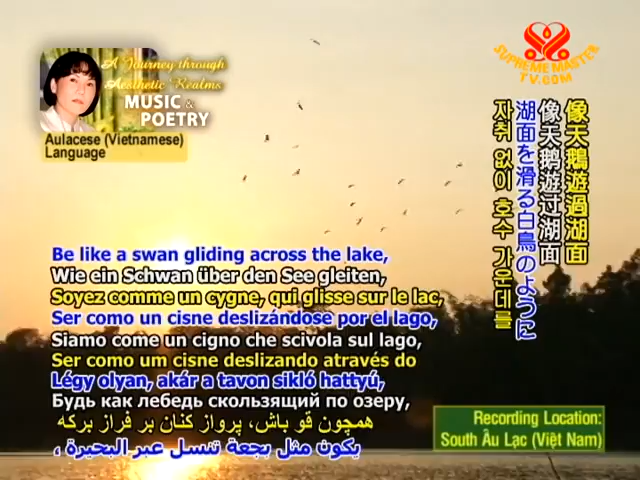 A Journey through
Aesthetic Realms
MUSIC &
POETRY
Aulacese (Vietnamese)
Language
SUPREME MASTER
TV.COM
像天鵝遊過湖面
像天鹅遊过湖面
湖面を滑る白鳥のように
자취 없이 호수 가운데를
Be like a swan gliding across the lake,
Wie ein Schwan über den See gleiten,
Soyez comme un cygne, qui glisse sur le lac,
Ser como un cisne deslizándose por el lago,
Siamo come un cigno che scivola sul lago,
Ser como um cisne deslizando através do
Légy olyan, akár a tavon sikló hattyú,
Будь как лебедь скользящий по озеру,
همچون قو باش، پرواز کنان بر فراز برکه
يكون مثل بجعة تنسل عبر البحيرة ،
Recording Location:
South Âu Lạc (Việt Nam)